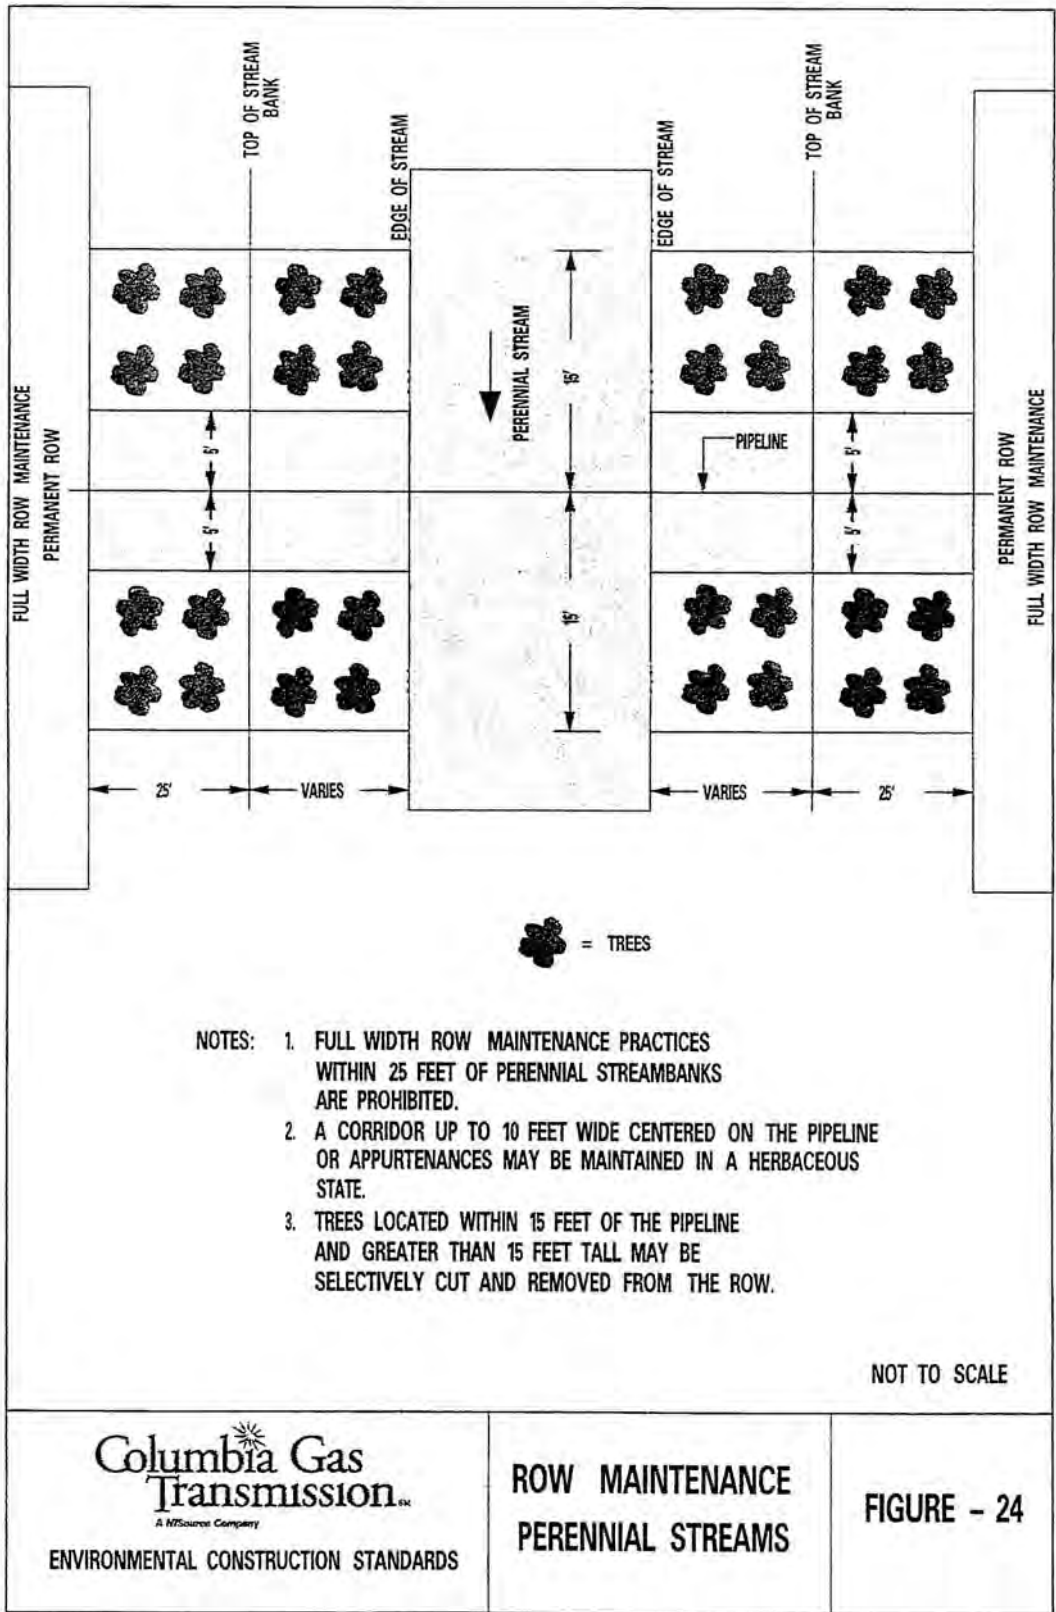 TOP OF STREAM
BANK
EDGE OF STREAM
EDGE OF STREAM
TOP OF STREAM
BANK
FULL WIDTH ROW MAINTENANCE
PERMANENT ROW
5'
5'
PERENNIAL STREAM
15'
15'
PIPELINE
5'
5'
PERMANENT ROW
FULL WIDTH ROW MAINTENANCE
25'
VARIES
VARIES
25'
= TREES
NOTES: 1. FULL WIDTH ROW MAINTENANCE PRACTICES
WITHIN 25 FEET OF PERENNIAL STREAMBANKS
ARE PROHIBITED.
2. A CORRIDOR UP TO 10 FEET WIDE CENTERED ON THE PIPELINE
OR APPURTENANCES MAY BE MAINTAINED IN A HERBACEOUS
STATE.
3. TREES LOCATED WITHIN 15 FEET OF THE PIPELINE
AND GREATER THAN 15 FEET TALL MAY BE
SELECTIVELY CUT AND REMOVED FROM THE ROW.
NOT TO SCALE
Columbia Gas
Transmission
A NiSource Company
ENVIRONMENTAL CONSTRUCTION STANDARDS
ROW MAINTENANCE
PERENNIAL STREAMS
FIGURE - 24